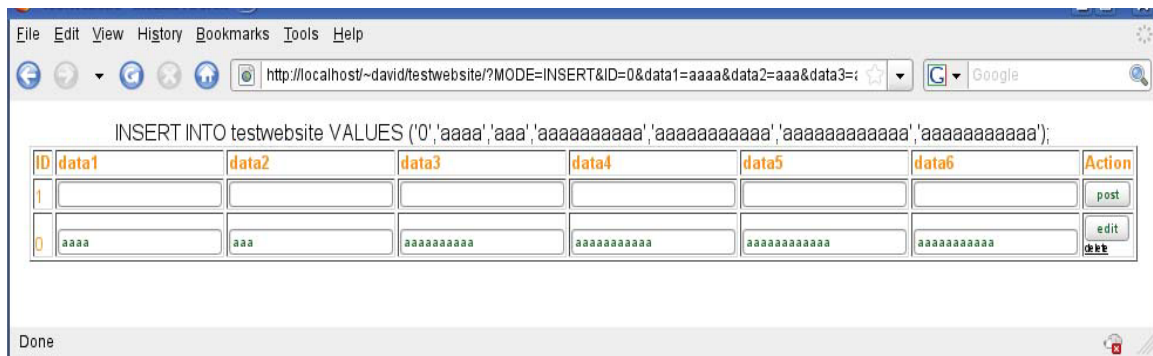 File Edit View History Bookmarks Tools Help
http://localhost/~david/testwebsite/?MODE=INSERT&ID=0&data1=aaaa&data2=aaa&data3=a
G Google
INSERT INTO testwebsite VALUES ('0','aaaa','aaa','aaaaaaaaaa','aaaaaaaaaaa','aaaaaaaaaaaa','aaaaaaaaaaa');
ID data1 data2 data3 data4 data5 data6 Action
1 post
0 aaaa aaa aaaaaaaaaa aaaaaaaaaaa aaaaaaaaaaaa aaaaaaaaaaa edit
delete
Done